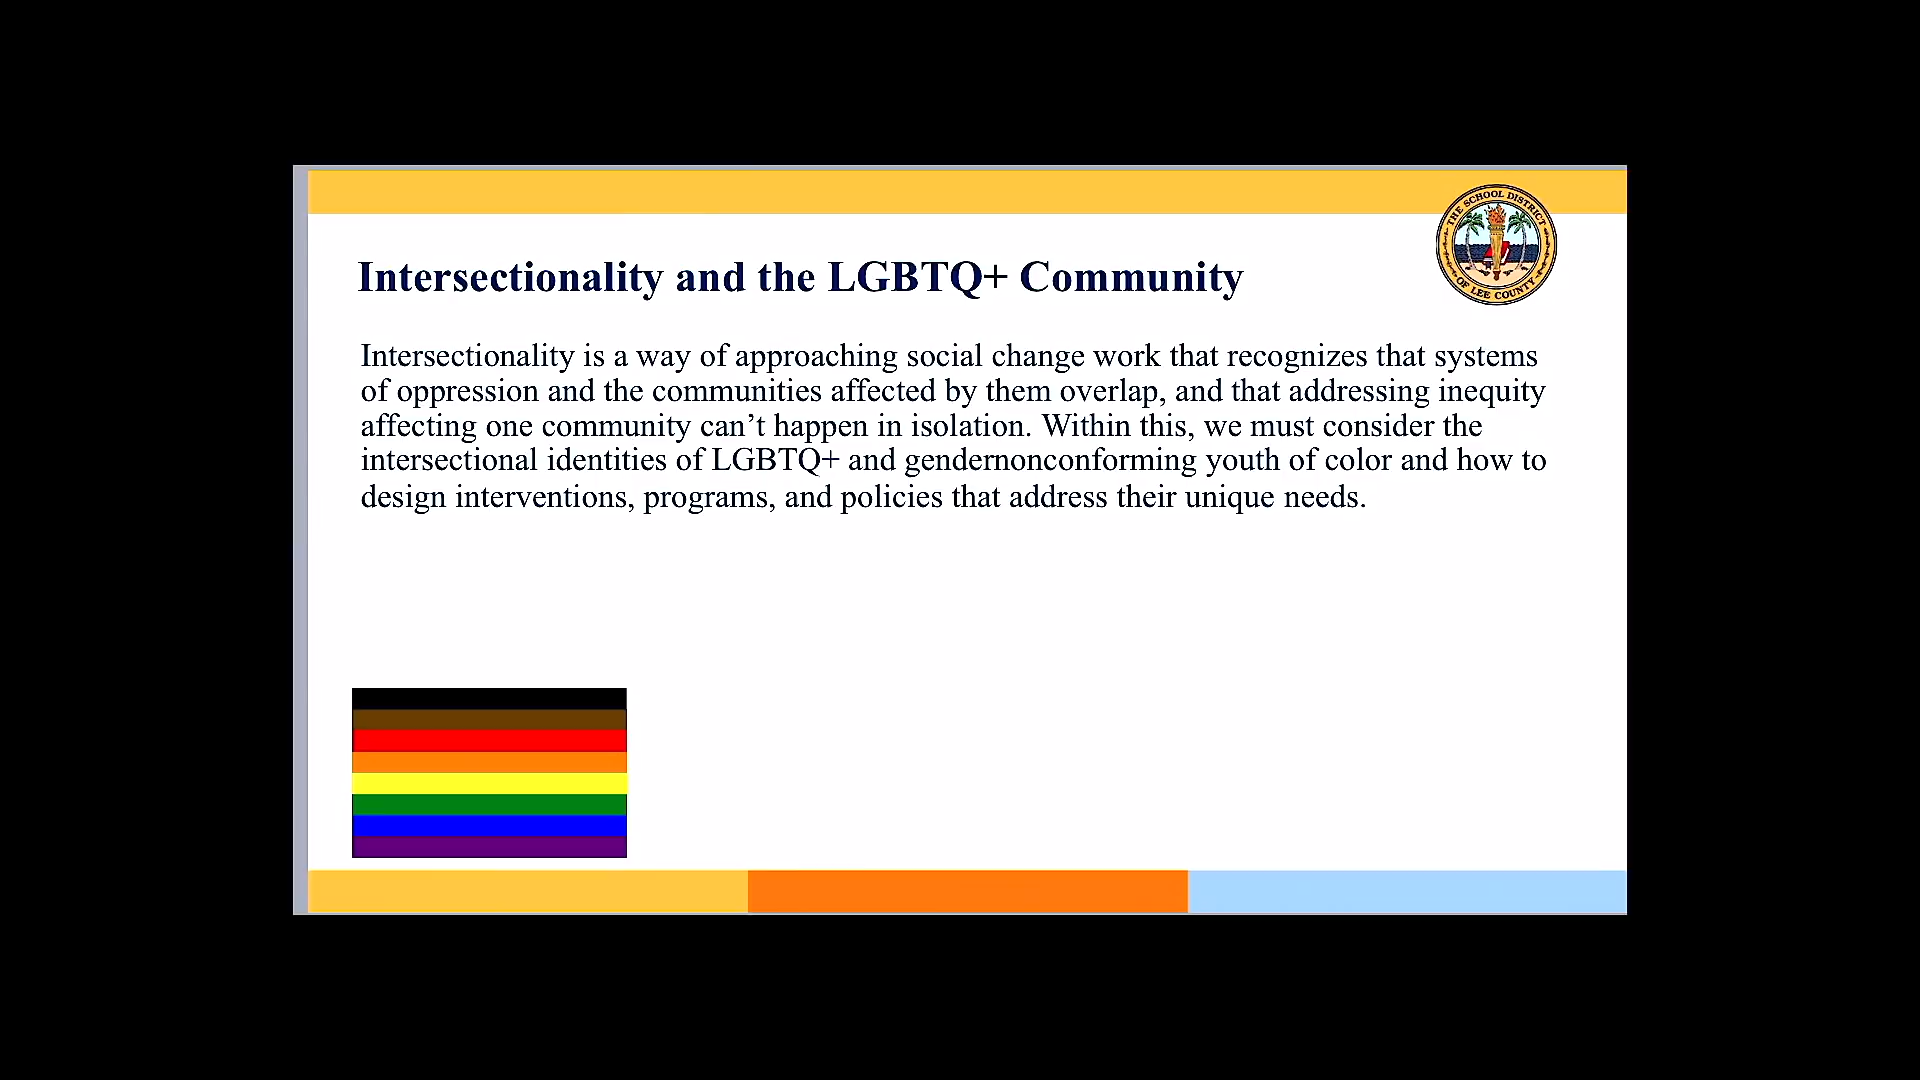 THE SCHOOL DISTRICT
OF LEE COUNTY
Intersectionality and the LGBTQ+ Community
Intersectionality is a way of approaching social change work that recognizes that systems
of oppression and the communities affected by them overlap, and that addressing inequity
affecting one community can’t happen in isolation. Within this, we must consider the
intersectional identities of LGBTQ+ and gendernonconforming youth of color and how to
design interventions, programs, and policies that address their unique needs.